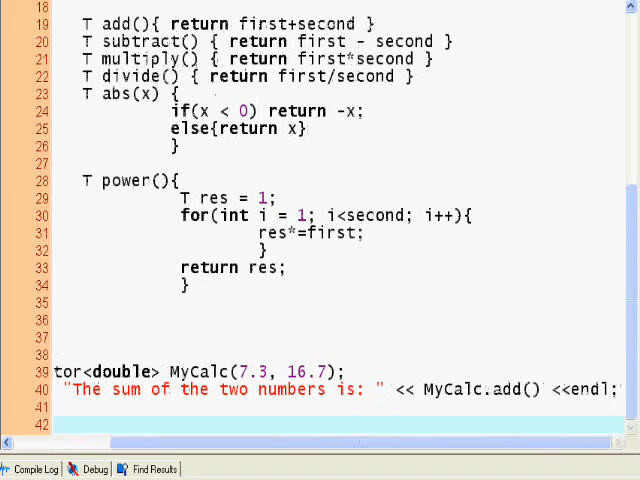 18
19 T add(){ return first+second }
20 T subtract() { return first - second }
21 T multiply() { return first*second }
22 T divide() { return first/second }
23 T abs(x) {
24 if(x < 0) return -x;
25 else{return x}
26 }
27
28 T power(){
29 T res = 1;
30 for(int i = 1; i<second; i++){
31 res*=first;
32 }
33 return res;
34 }
35
36
37
38
39 tor<double> MyCalc(7.3, 16.7);
40 "The sum of the two numbers is: " << MyCalc.add() <<endl;
41
42
Compile Log Debug Find Results